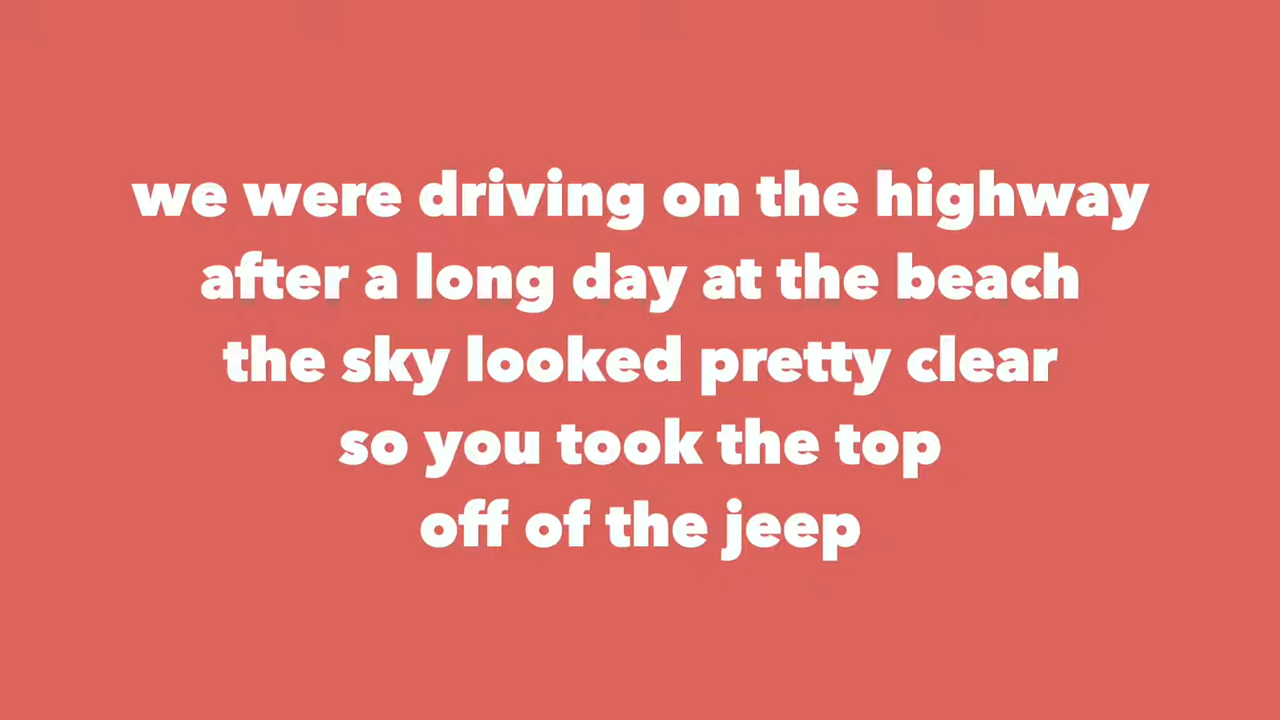 we were driving on the highway
after a long day at the beach
the sky looked pretty clear
so you took the top
off of the jeep